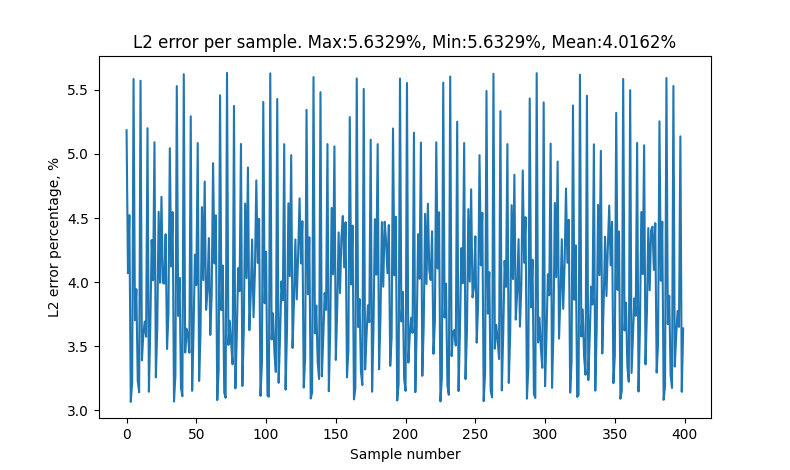 L2 error per sample. Max:5.6329%, Min:5.6329%, Mean:4.0162%
L2 error percentage, %
5.5
5.0
4.5
4.0
3.5
3.0
0 50 100 150 200 250 300 350 400
Sample number